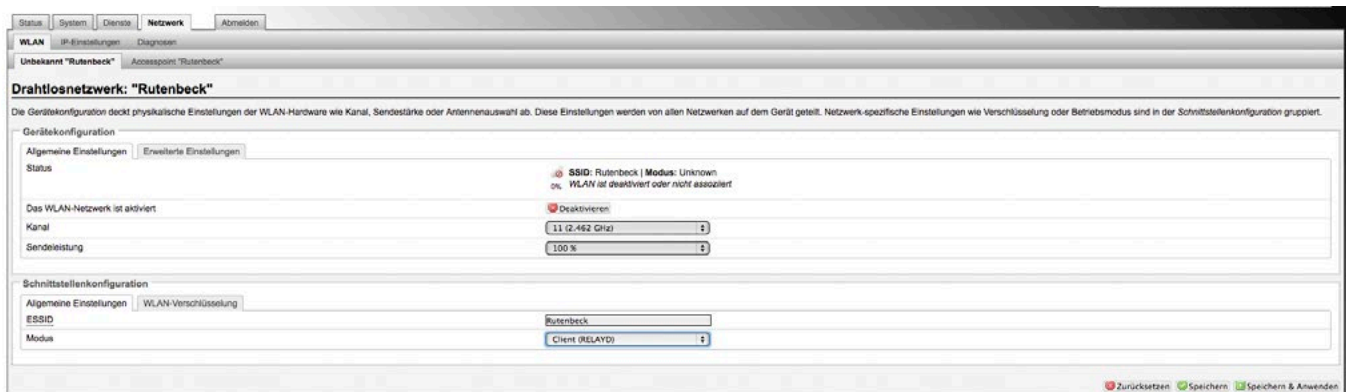 Status System Dienste Netzwerk Abmelden
WLAN IP-Einstellungen Diagnosen
Unbekannt "Rutenbeck" Accesspoint "Rutenbeck"
Drahtlosnetzwerk: "Rutenbeck"
Die Gerätekonfiguration deckt physikalische Einstellungen der WLAN-Hardware wie Kanal, Sendestärke oder Antennenauswahl ab. Diese Einstellungen werden von allen Netzwerken auf dem Gerät geteilt. Netzwerk-spezifische Einstellungen wie Verschlüsselung oder Betriebsmodus sind in der Schnittstellenkonfiguration gruppiert.
Gerätekonfiguration
Allgemeine Einstellungen Erweiterte Einstellungen
Status
SSID: Rutenbeck | Modus: Unknown
0% WLAN ist deaktiviert oder nicht assoziiert
Das WLAN-Netzwerk ist aktiviert Deaktivieren
Kanal 11 (2.462 GHz)
Sendeleistung 100 %
Schnittstellenkonfiguration
Allgemeine Einstellungen WLAN-Verschlüsselung
ESSID Rutenbeck
Modus Client (RELAYD)
Zurücksetzen Speichern Speichern & Anwenden